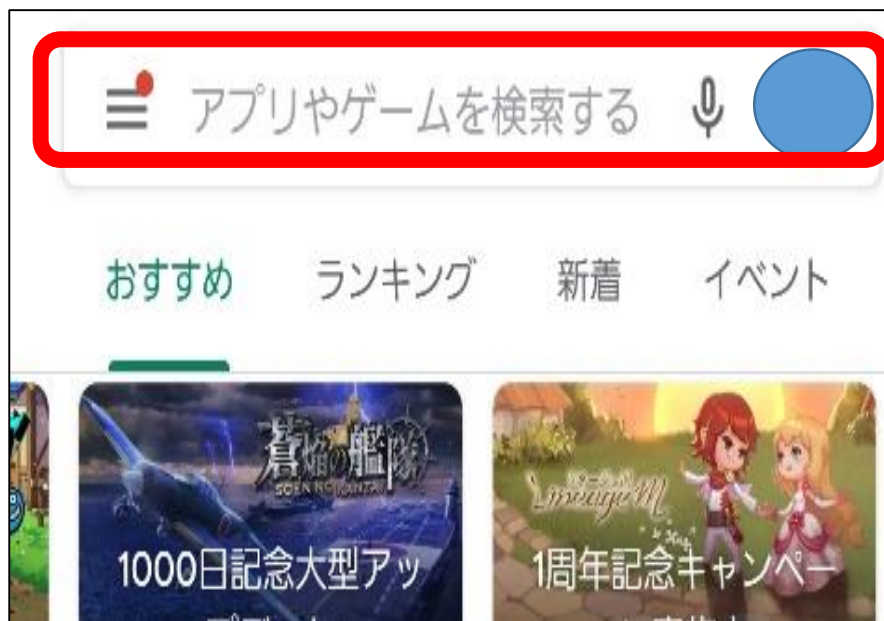 アプリやゲームを検索する
おすすめ
ランキング
新着
イベント
蒼焔の艦隊
SOEN NO KANTAI
LineageM
1000日記念大型アッ
1周年記念キャンペー